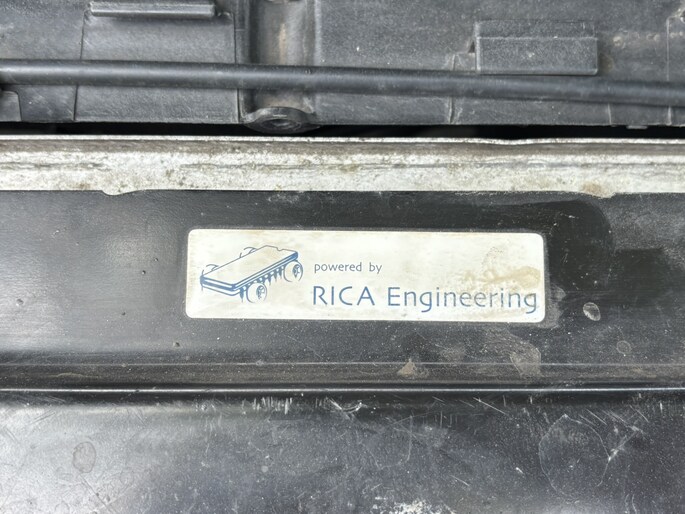 powered by
RICA Engineering